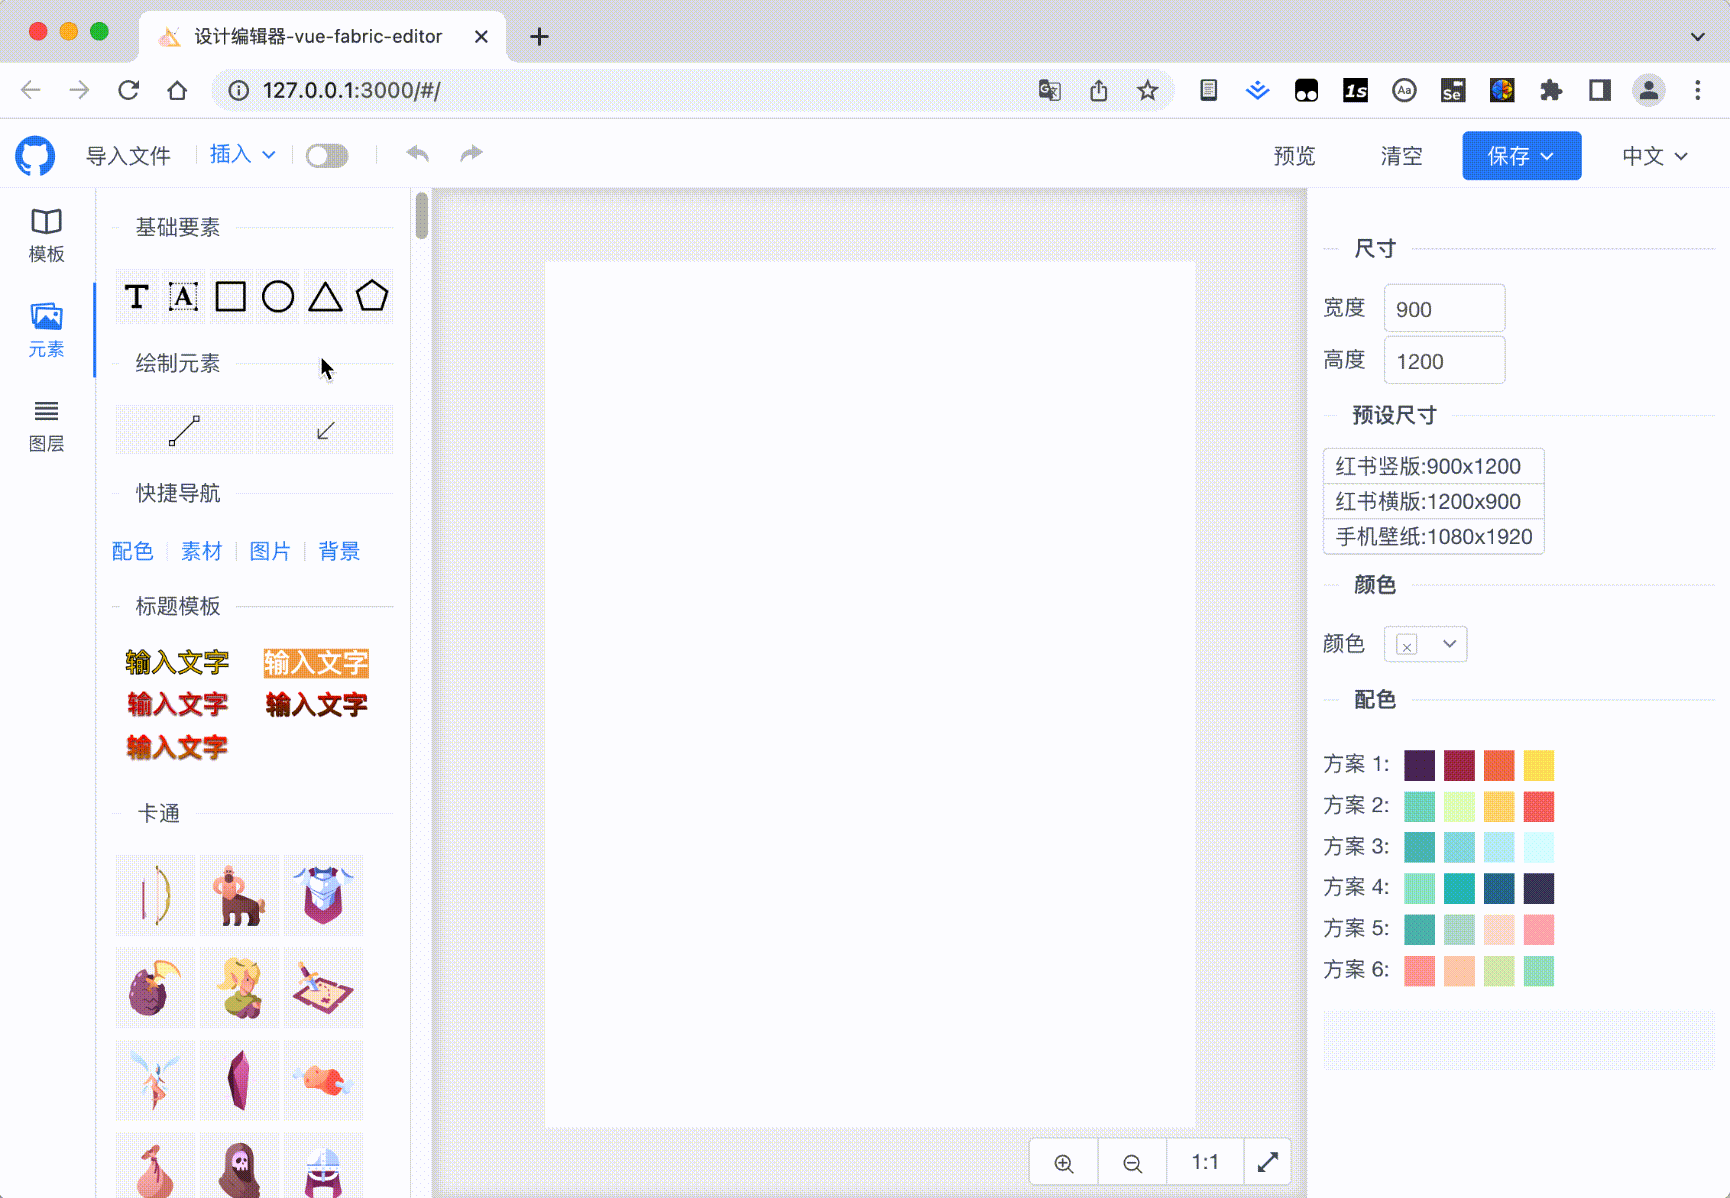 设计编辑器-vue-fabric-editor
127.0.0.1:3000/#/
1s
Aa
Se
导入文件
插入
预览
清空
保存
中文
模板
元素
图层
基础要素
T
A
绘制元素
快捷导航
配色
素材
图片
背景
标题模板
输入文字
输入文字
输入文字
输入文字
输入文字
卡通
1:1
尺寸
宽度
900
高度
1200
预设尺寸
红书竖版:900x1200
红书横版:1200x900
手机壁纸:1080x1920
颜色
颜色
配色
方案 1:
方案 2:
方案 3:
方案 4:
方案 5:
方案 6: